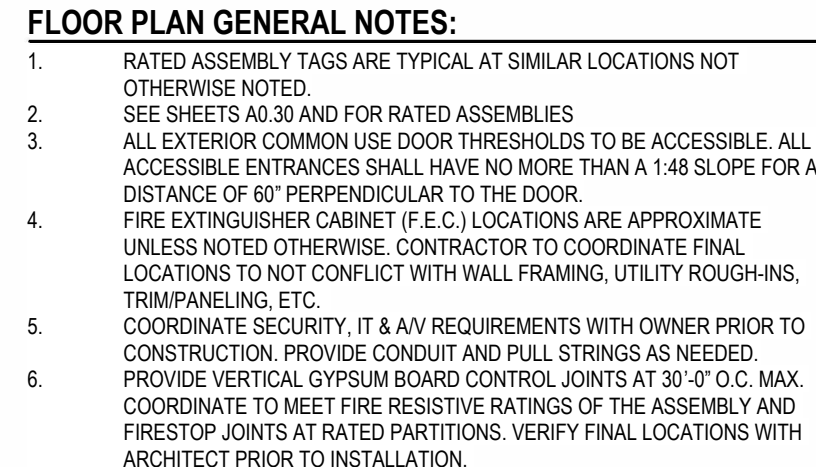 FLOOR PLAN GENERAL NOTES:
1. RATED ASSEMBLY TAGS ARE TYPICAL AT SIMILAR LOCATIONS NOT
OTHERWISE NOTED.
2. SEE SHEETS A0.30 AND FOR RATED ASSEMBLIES
3. ALL EXTERIOR COMMON USE DOOR THRESHOLDS TO BE ACCESSIBLE. ALL
ACCESSIBLE ENTRANCES SHALL HAVE NO MORE THAN A 1:48 SLOPE FOR A
DISTANCE OF 60” PERPENDICULAR TO THE DOOR.
4. FIRE EXTINGUISHER CABINET (F.E.C.) LOCATIONS ARE APPROXIMATE
UNLESS NOTED OTHERWISE. CONTRACTOR TO COORDINATE FINAL
LOCATIONS TO NOT CONFLICT WITH WALL FRAMING, UTILITY ROUGH-INS,
TRIM/PANELING, ETC.
5. COORDINATE SECURITY, IT & A/V REQUIREMENTS WITH OWNER PRIOR TO
CONSTRUCTION. PROVIDE CONDUIT AND PULL STRINGS AS NEEDED.
6. PROVIDE VERTICAL GYPSUM BOARD CONTROL JOINTS AT 30’-0” O.C. MAX.
COORDINATE TO MEET FIRE RESISTIVE RATINGS OF THE ASSEMBLY AND
FIRESTOP JOINTS AT RATED PARTITIONS. VERIFY FINAL LOCATIONS WITH
ARCHITECT PRIOR TO INSTALLATION.